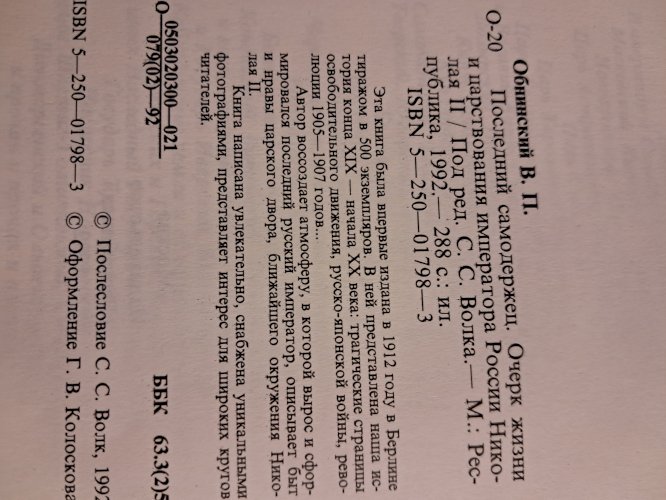 Обнинский В. П.
О-20 Последний самодержец. Очерк жизни
и царствования императора России Нико-
лая II / Под ред. С. С. Волка.— М.: Рес-
публика, 1992.— 288 с.: ил.
ISBN 5—250—01798—3
Эта книга была впервые издана в 1912 году в Берлине
тиражом в 500 экземпляров. В ней представлена наша ис-
тория конца XIX — начала XX века: трагические страницы
освободительного движения, русско-японской войны, рево-
люции 1905—1907 годов...
Автор воссоздает атмосферу, в которой вырос и сфор-
мировался последний русский император, описывает быт
и нравы царского двора, ближайшего окружения Нико-
лая II.
Книга написана увлекательно, снабжена уникальными
фотографиями, представляет интерес для широких кругов
читателей.
О 0503020300—021
079(02)—92
ББК 63.3(2)5
© Послесловие С. С. Волк, 1992
ISBN 5—250—01798—3 © Оформление Г. В. Колоскова